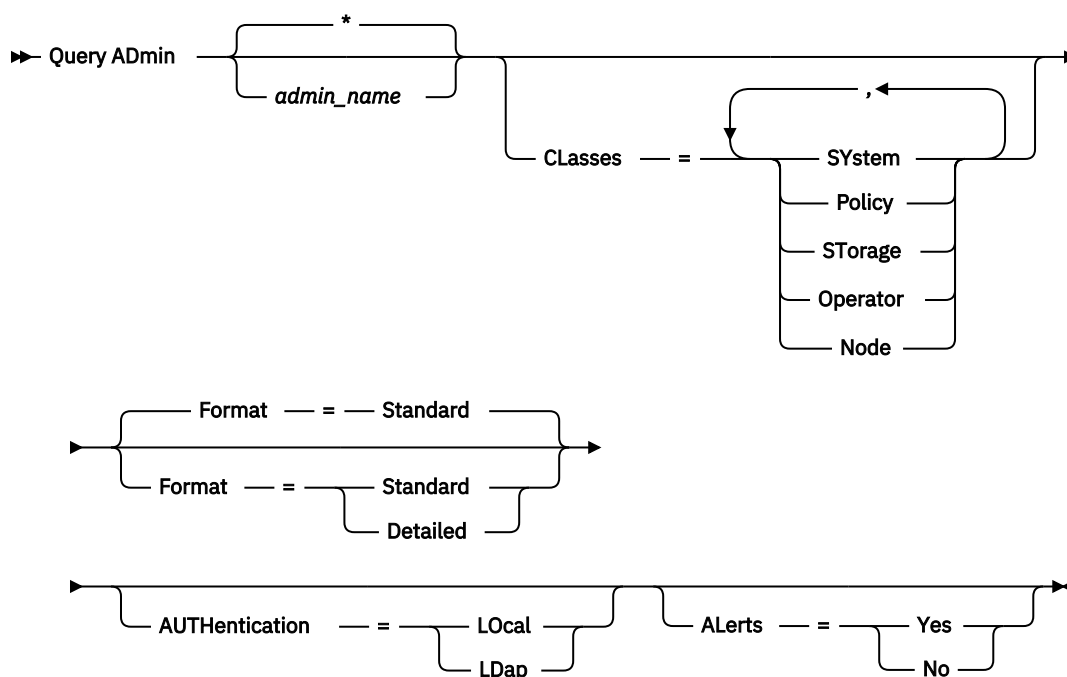 *
Query ADmin
admin_name
,
CLasses = SYstem
Policy
STorage
Operator
Node
Format = Standard
Format = Standard
Detailed
AUTHentication = LOcal
LDap
ALerts = Yes
No